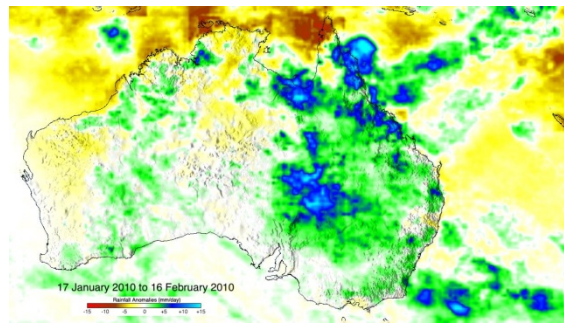 17 January 2010 to 16 February 2010
Rainfall Anomalies (mm/day)
-15 -10 -5 0 +5 +10 +15